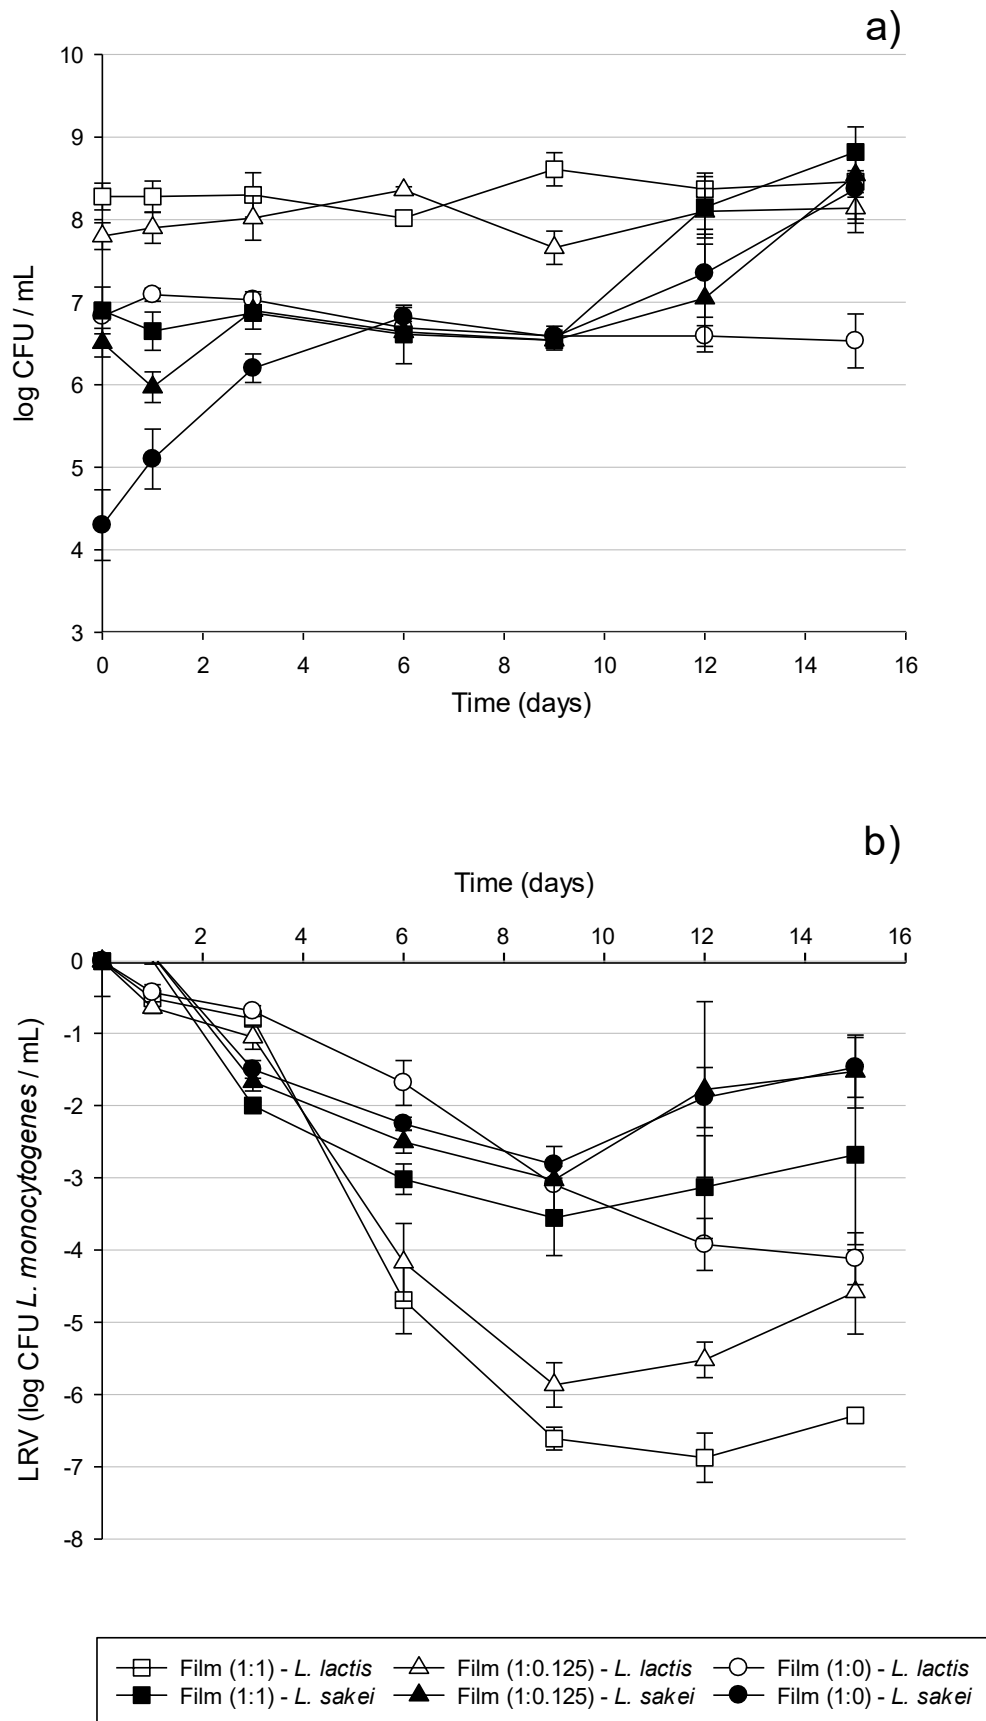 a)
10
9
8
7
6
5
4
3
log CFU / mL
0 2 4 6 8 10 12 14 16
Time (days)
b)
Time (days)
2 4 6 8 10 12 14 16
0
-1
-2
-3
-4
-5
-6
-7
-8
LRV (log CFU L. monocytogenes / mL)
Film (1:1) - L. lactis Film (1:0.125) - L. lactis Film (1:0) - L. lactis
Film (1:1) - L. sakei Film (1:0.125) - L. sakei Film (1:0) - L. sakei